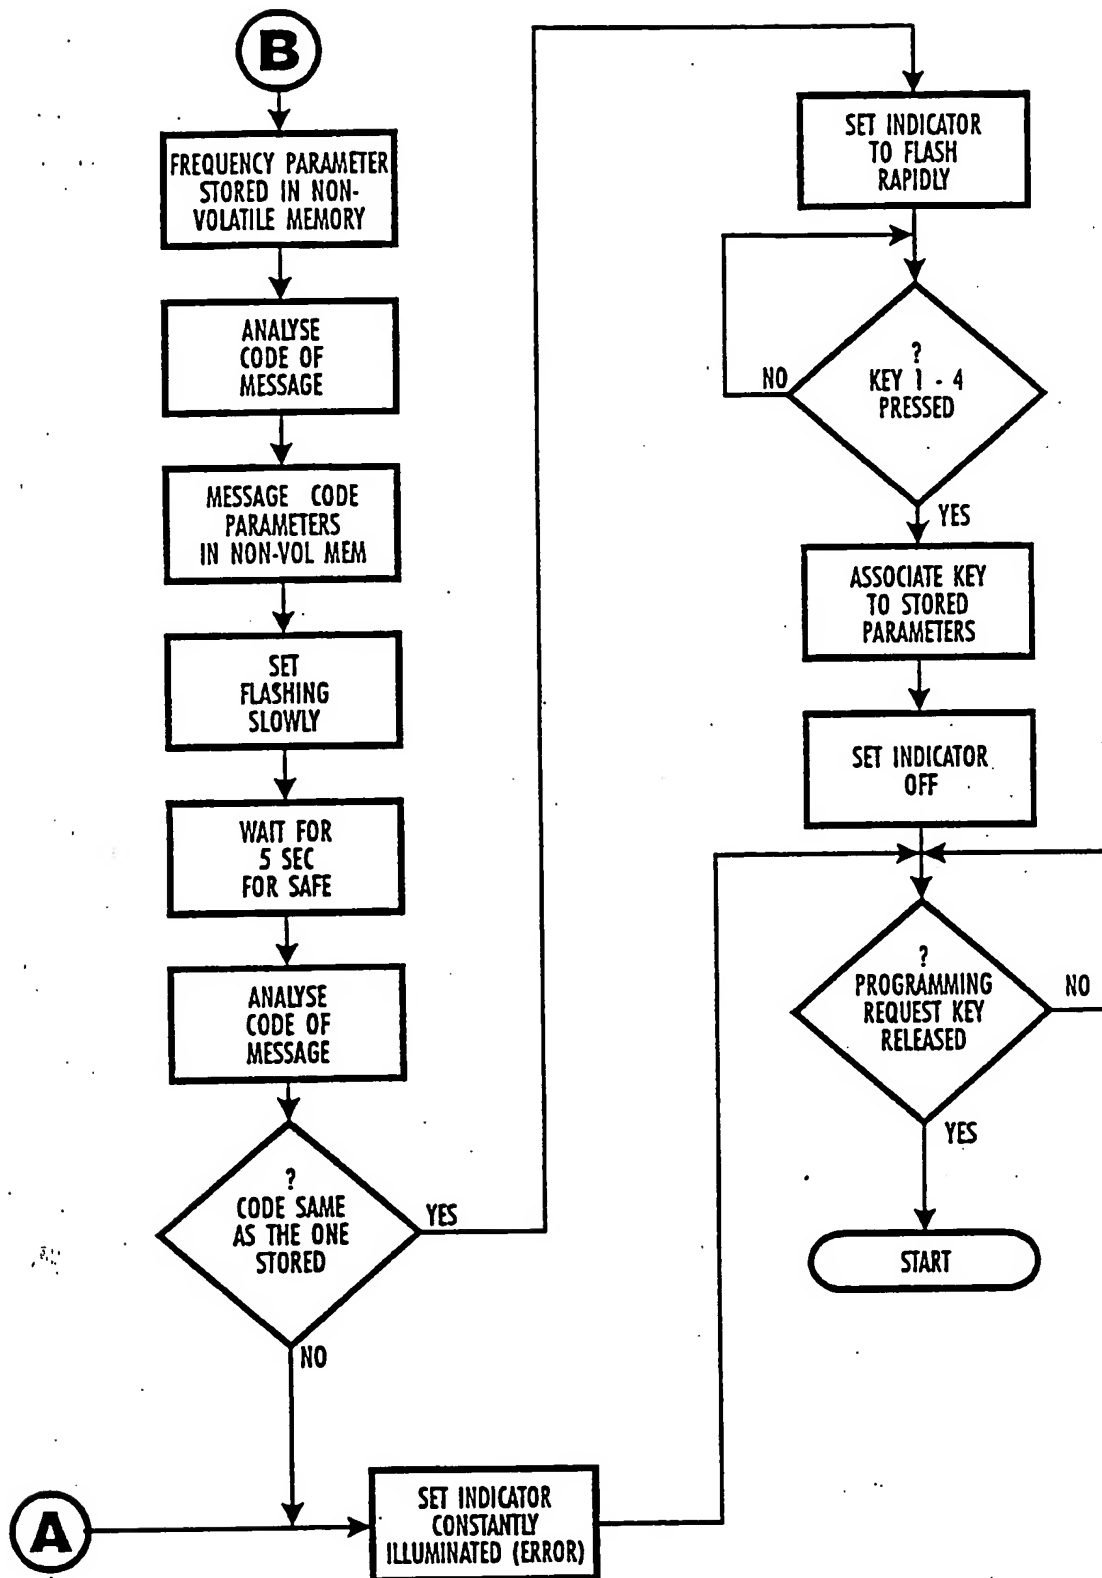 B
FREQUENCY PARAMETER
STORED IN NON-
VOLATILE MEMORY
ANALYSE
CODE OF
MESSAGE
MESSAGE CODE
PARAMETERS
IN NON-VOL MEM
SET
FLASHING
SLOWLY
WAIT FOR
5 SEC
FOR SAFE
ANALYSE
CODE OF
MESSAGE
?
CODE SAME
AS THE ONE
STORED
YES
NO
A
SET INDICATOR
CONSTANTLY
ILLUMINATED (ERROR)
SET INDICATOR
TO FLASH
RAPIDLY
?
KEY 1 - 4
PRESSED
NO
YES
ASSOCIATE KEY
TO STORED
PARAMETERS
SET INDICATOR
OFF
?
PROGRAMMING
REQUEST KEY
RELEASED
NO
YES
START